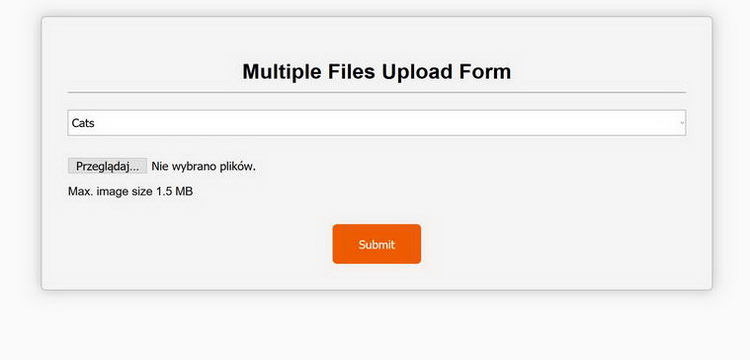 Multiple Files Upload Form
Cats
Przeglądaj... Nie wybrano plików.
Max. image size 1.5 MB
Submit